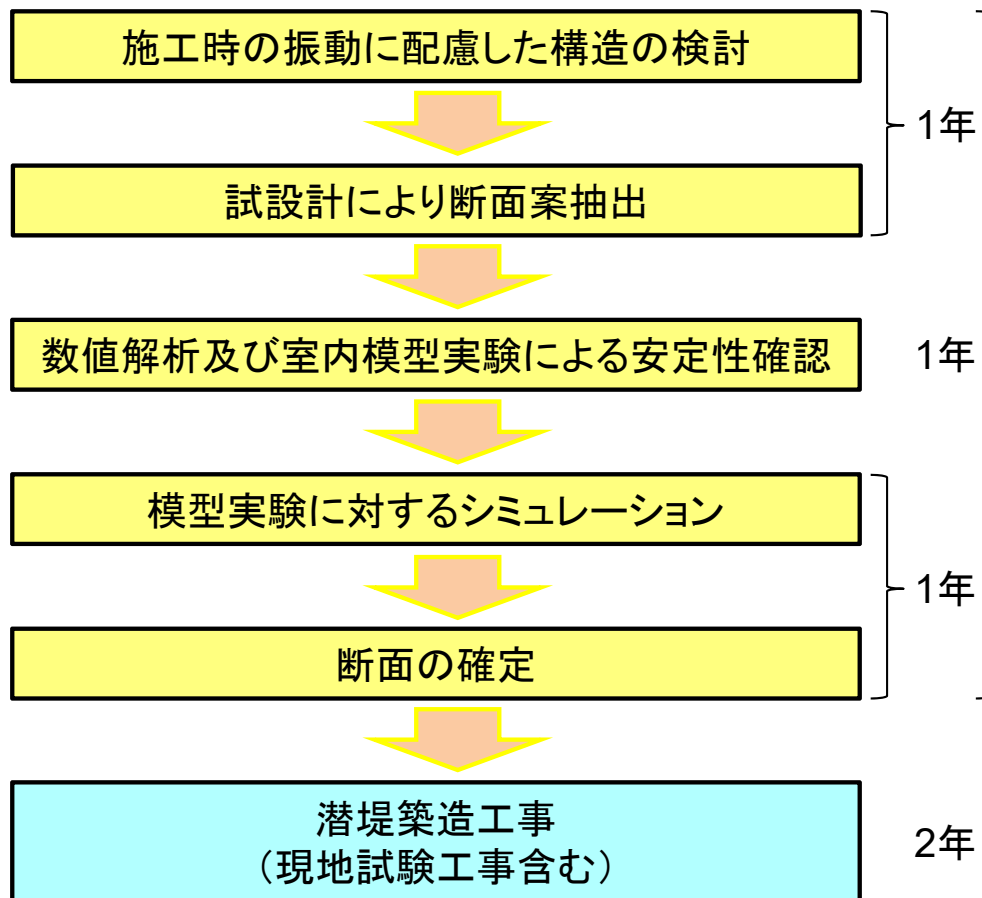 施工時の振動に配慮した構造の検討
1年
試設計により断面案抽出
数値解析及び室内模型実験による安定性確認
1年
模型実験に対するシミュレーション
1年
断面の確定
潜堤築造工事
(現地試験工事含む)
2年